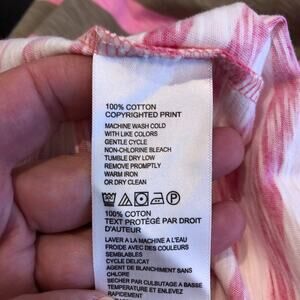 100% COTTON
COPYRIGHTED PRINT
MACHINE WASH COLD
WITH LIKE COLORS
GENTLE CYCLE
NON-CHLORINE BLEACH
TUMBLE DRY LOW
REMOVE PROMPTLY
WARM IRON
OR DRY CLEAN
100% COTON
TEXT PROTÉGÉ PAR DROIT
D'AUTEUR
LAVER A LA MACHINE A L'EAU
FROIDE AVEC DES COULEURS
SEMBLABLES
CYCLE DELICAT
AGENT DE BLANCHIMENT SANS
CHLORE
SECHER PAR CULBUTAGE A BASSE
TEMPERATURE ET ENLEVEZ
RAPIDEMENT